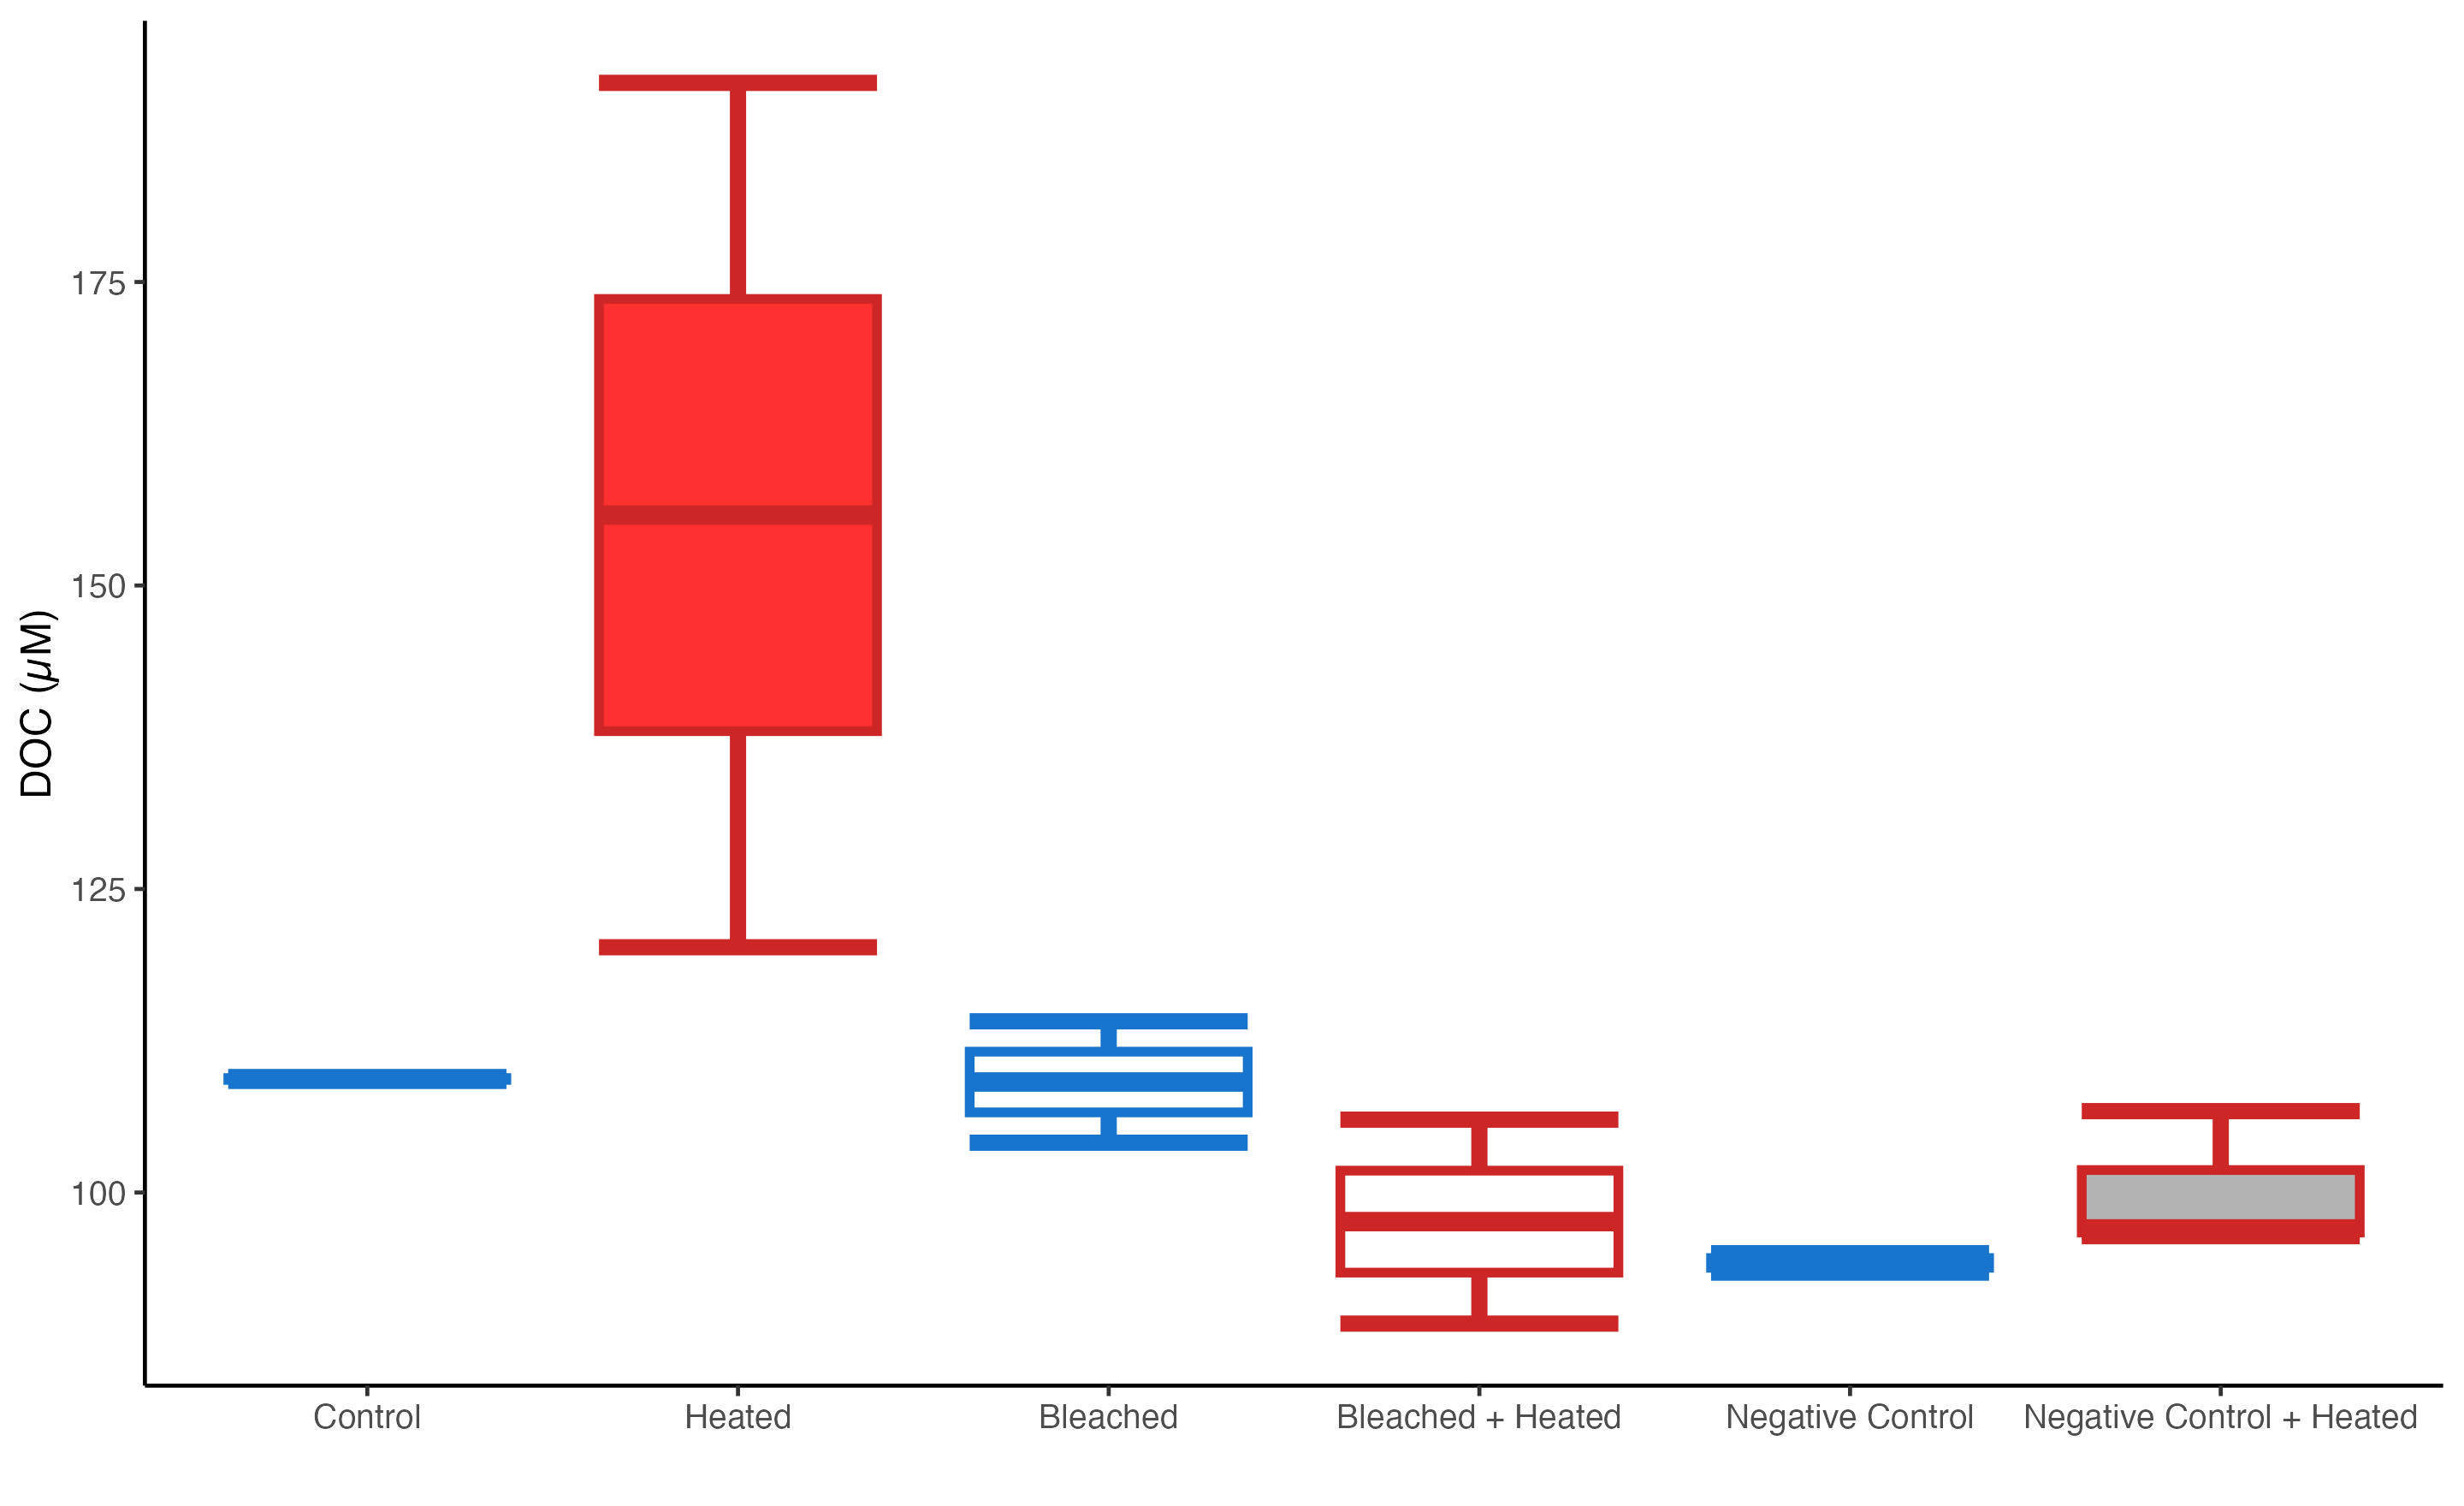 DOC (µM)
175
150
125
100
Control
Heated
Bleached
Bleached + Heated
Negative Control
Negative Control + Heated